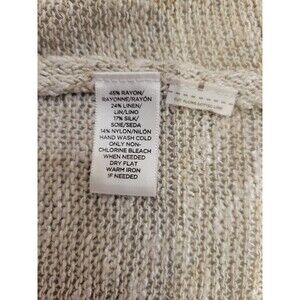 45% RAYON/
RAYONNE/RAYÓN
24% LINEN/
LIN/LINO
17% SILK/
SOIE/SEDA
14% NYLON/NILÓN
HAND WASH COLD
ONLY NON-
CHLORINE BLEACH
WHEN NEEDED
DRY FLAT
WARM IRON
IF NEEDED